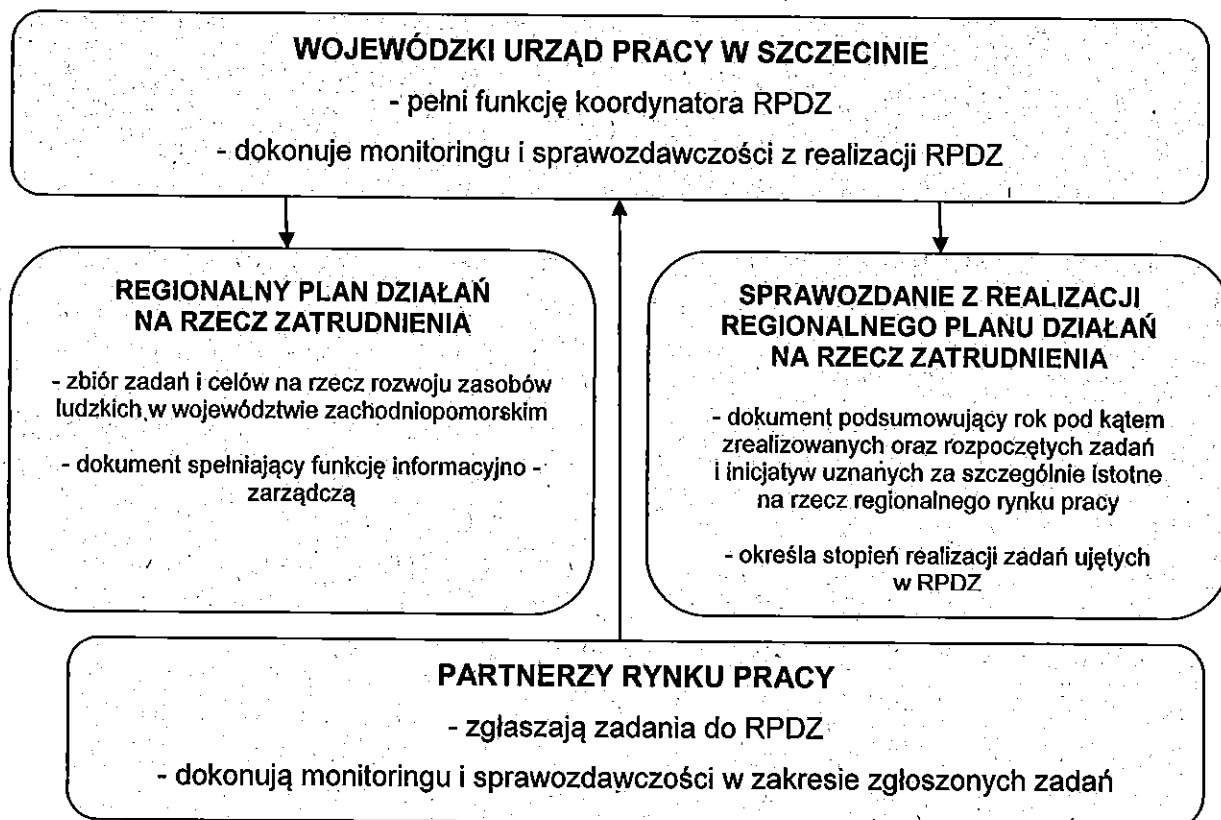 WOJEWÓDZKI URZĄD PRACY W SZCZECINIE
- pełni funkcję koordynatora RPDZ
- dokonuje monitoringu i sprawozdawczości z realizacji RPDZ
REGIONALNY PLAN DZIAŁAŃ
NA RZECZ ZATRUDNIENIA
- zbiór zadań i celów na rzecz rozwoju zasobów
ludzkich w województwie zachodniopomorskim
- dokument spełniający funkcję informacyjno -
zarządczą
SPRAWOZDANIE Z REALIZACJI
REGIONALNEGO PLANU DZIAŁAŃ
NA RZECZ ZATRUDNIENIA
- dokument podsumowujący rok pod kątem
zrealizowanych oraz rozpoczętych zadań
i inicjatyw uznanych za szczególnie istotne
na rzecz regionalnego rynku pracy
- określa stopień realizacji zadań ujętych
w RPDZ
PARTNERZY RYNKU PRACY
- zgłaszają zadania do RPDZ
- dokonują monitoringu i sprawozdawczości w zakresie zgłoszonych zadań